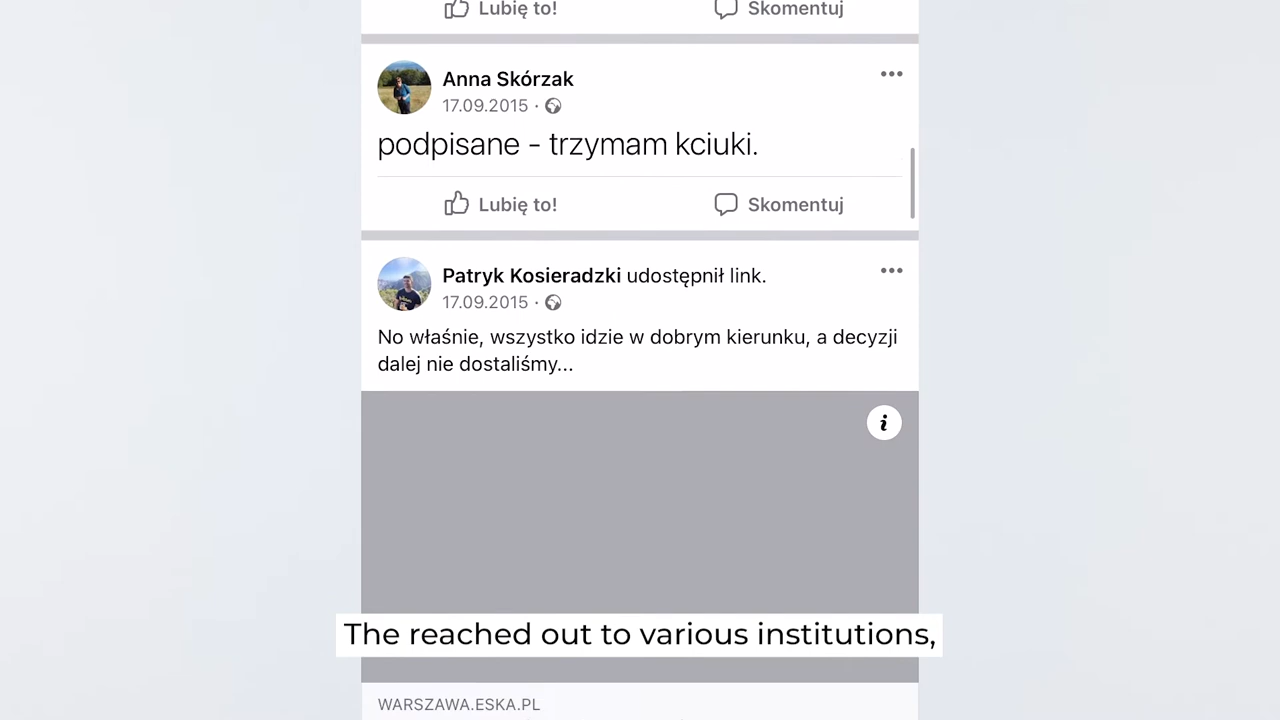 Lubię to! Skomentuj
Anna Skórzak
17.09.2015 ·
podpisane - trzymam kciuki.
Lubię to! Skomentuj
Patryk Kosieradzki udostępnił link.
17.09.2015 ·
No właśnie, wszystko idzie w dobrym kierunku, a decyzji
dalej nie dostaliśmy...
i
The reached out to various institutions,
WARSZAWA.ESKA.PL